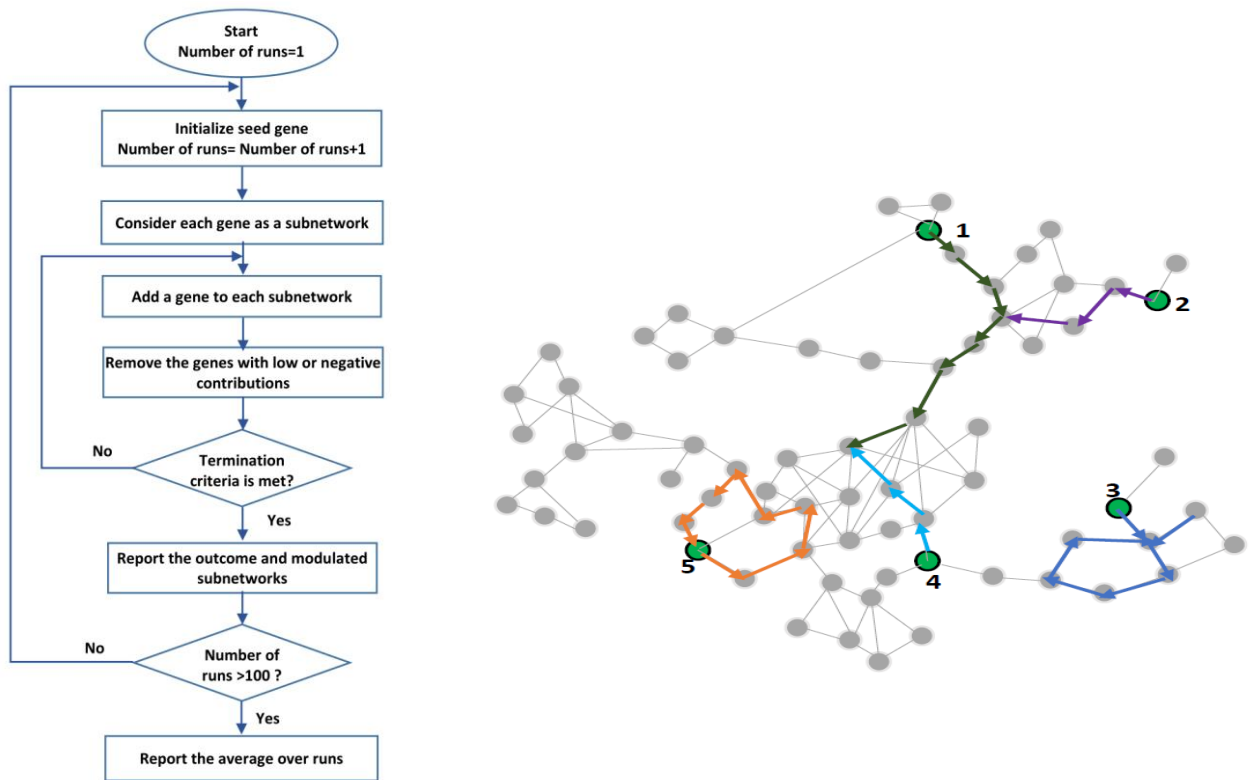 Start
Number of runs=1
Initialize seed gene
Number of runs= Number of runs+1
Consider each gene as a subnetwork
Add a gene to each subnetwork
Remove the genes with low or negative
contributions
No
Termination
criteria is met?
Yes
Report the outcome and modulated
subnetworks
No
Number of
runs >100 ?
Yes
Report the average over runs
1
2
3
4
5